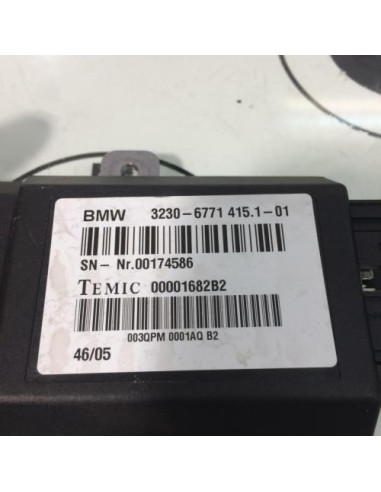 BMW 3230-6771 415.1-01
SN- Nr.00174586
TEMIC 00001682B2
003QPM 0001AQ B2
46/05